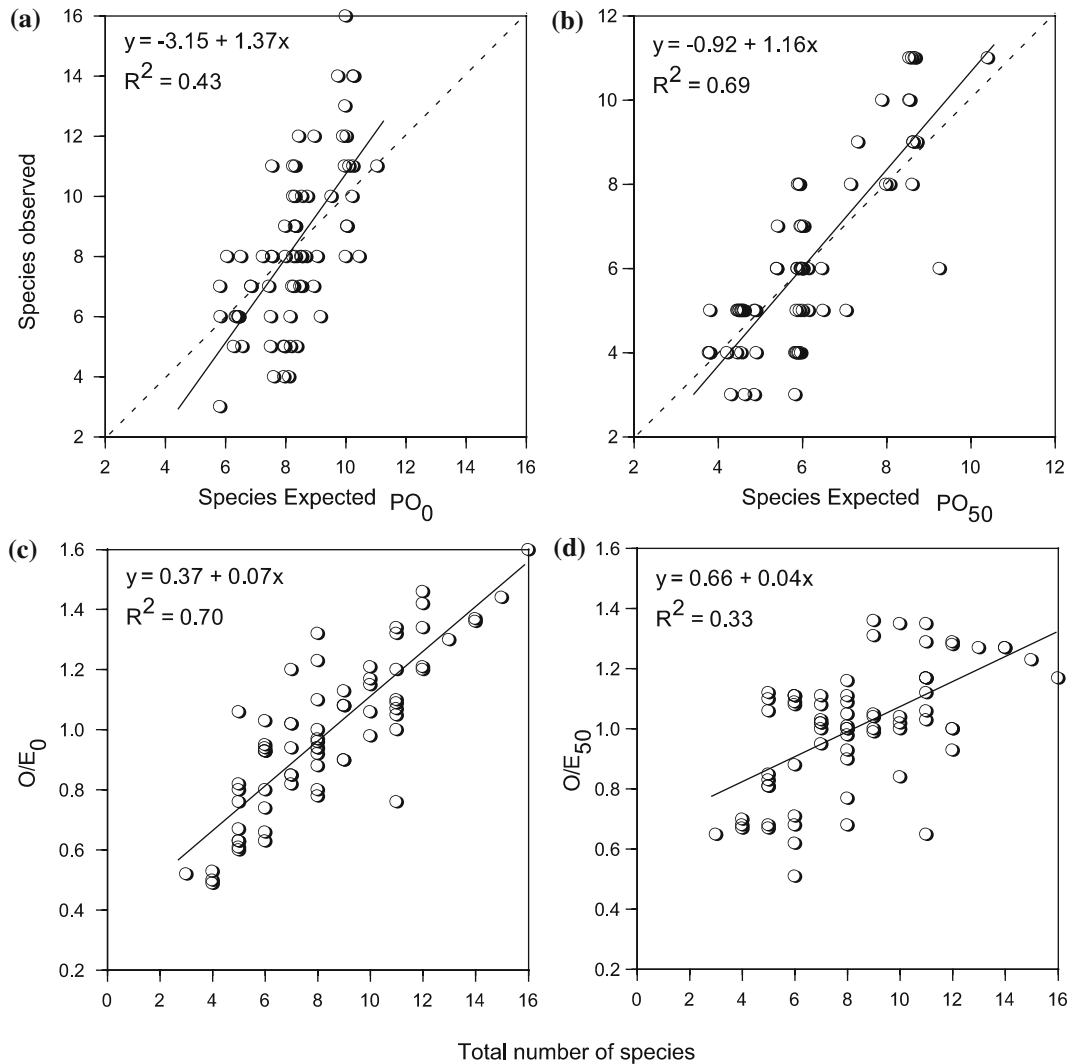 (a)
y = -3.15 + 1.37x
R2 = 0.43
16
14
12
10
8
6
4
2
Species observed
2 4 6 8 10 12 14 16
Species Expected PO0
(b)
y = -0.92 + 1.16x
R2 = 0.69
12
10
8
6
4
2
2 4 6 8 10 12
Species Expected PO50
(c)
y = 0.37 + 0.07x
R2 = 0.70
1.6
1.4
1.2
1.0
0.8
0.6
0.4
0.2
O/E0
0 2 4 6 8 10 12 14 16
(d)
y = 0.66 + 0.04x
R2 = 0.33
1.6
1.4
1.2
1.0
0.8
0.6
0.4
0.2
O/E50
0 2 4 6 8 10 12 14 16
Total number of species